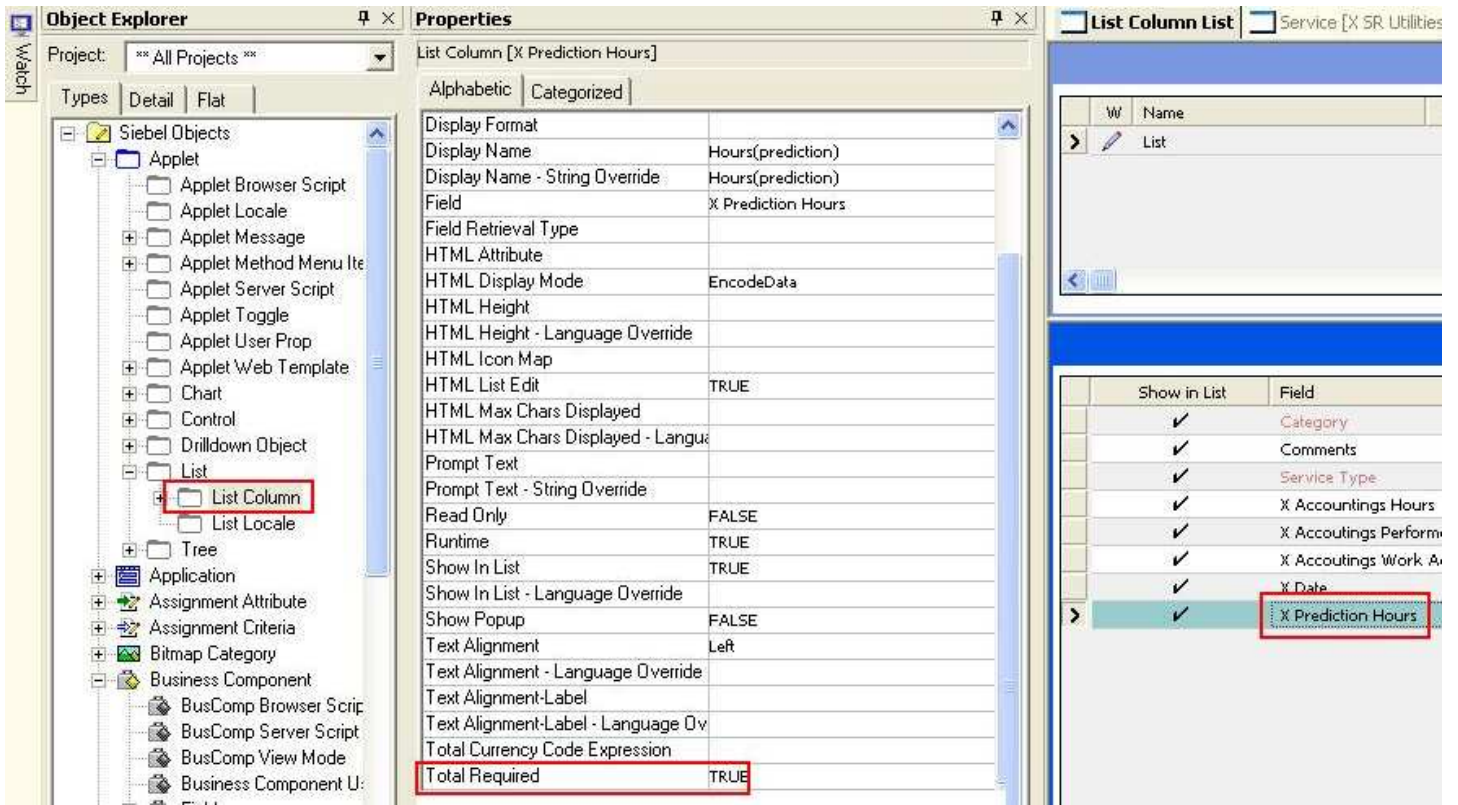 Watch
Object Explorer
Project: ** All Projects **
Types Detail Flat
Siebel Objects
Applet
Applet Browser Script
Applet Locale
Applet Message
Applet Method Menu Ite
Applet Server Script
Applet Toggle
Applet User Prop
Applet Web Template
Chart
Control
Drilldown Object
List
List Column
List Locale
Tree
Application
Assignment Attribute
Assignment Criteria
Bitmap Category
Business Component
BusComp Browser Scrip
BusComp Server Script
BusComp View Mode
Business Component U
Properties
List Column [X Prediction Hours]
Alphabetic Categorized
Display Format
Display Name Hours(prediction)
Display Name - String Override Hours(prediction)
Field X Prediction Hours
Field Retrieval Type
HTML Attribute
HTML Display Mode EncodeData
HTML Height
HTML Height - Language Override
HTML Icon Map
HTML List Edit TRUE
HTML Max Chars Displayed
HTML Max Chars Displayed - Langua
Prompt Text
Prompt Text - String Override
Read Only FALSE
Runtime TRUE
Show In List TRUE
Show In List - Language Override
Show Popup FALSE
Text Alignment Left
Text Alignment - Language Override
Text Alignment-Label
Text Alignment-Label - Language Ov
Total Currency Code Expression
Total Required TRUE
List Column List Service [X SR Utilities
W Name
List
Show in List Field
Category
Comments
Service Type
X Accountings Hours
X Accoutings Perform
X Accoutings Work A
X Date
X Prediction Hours